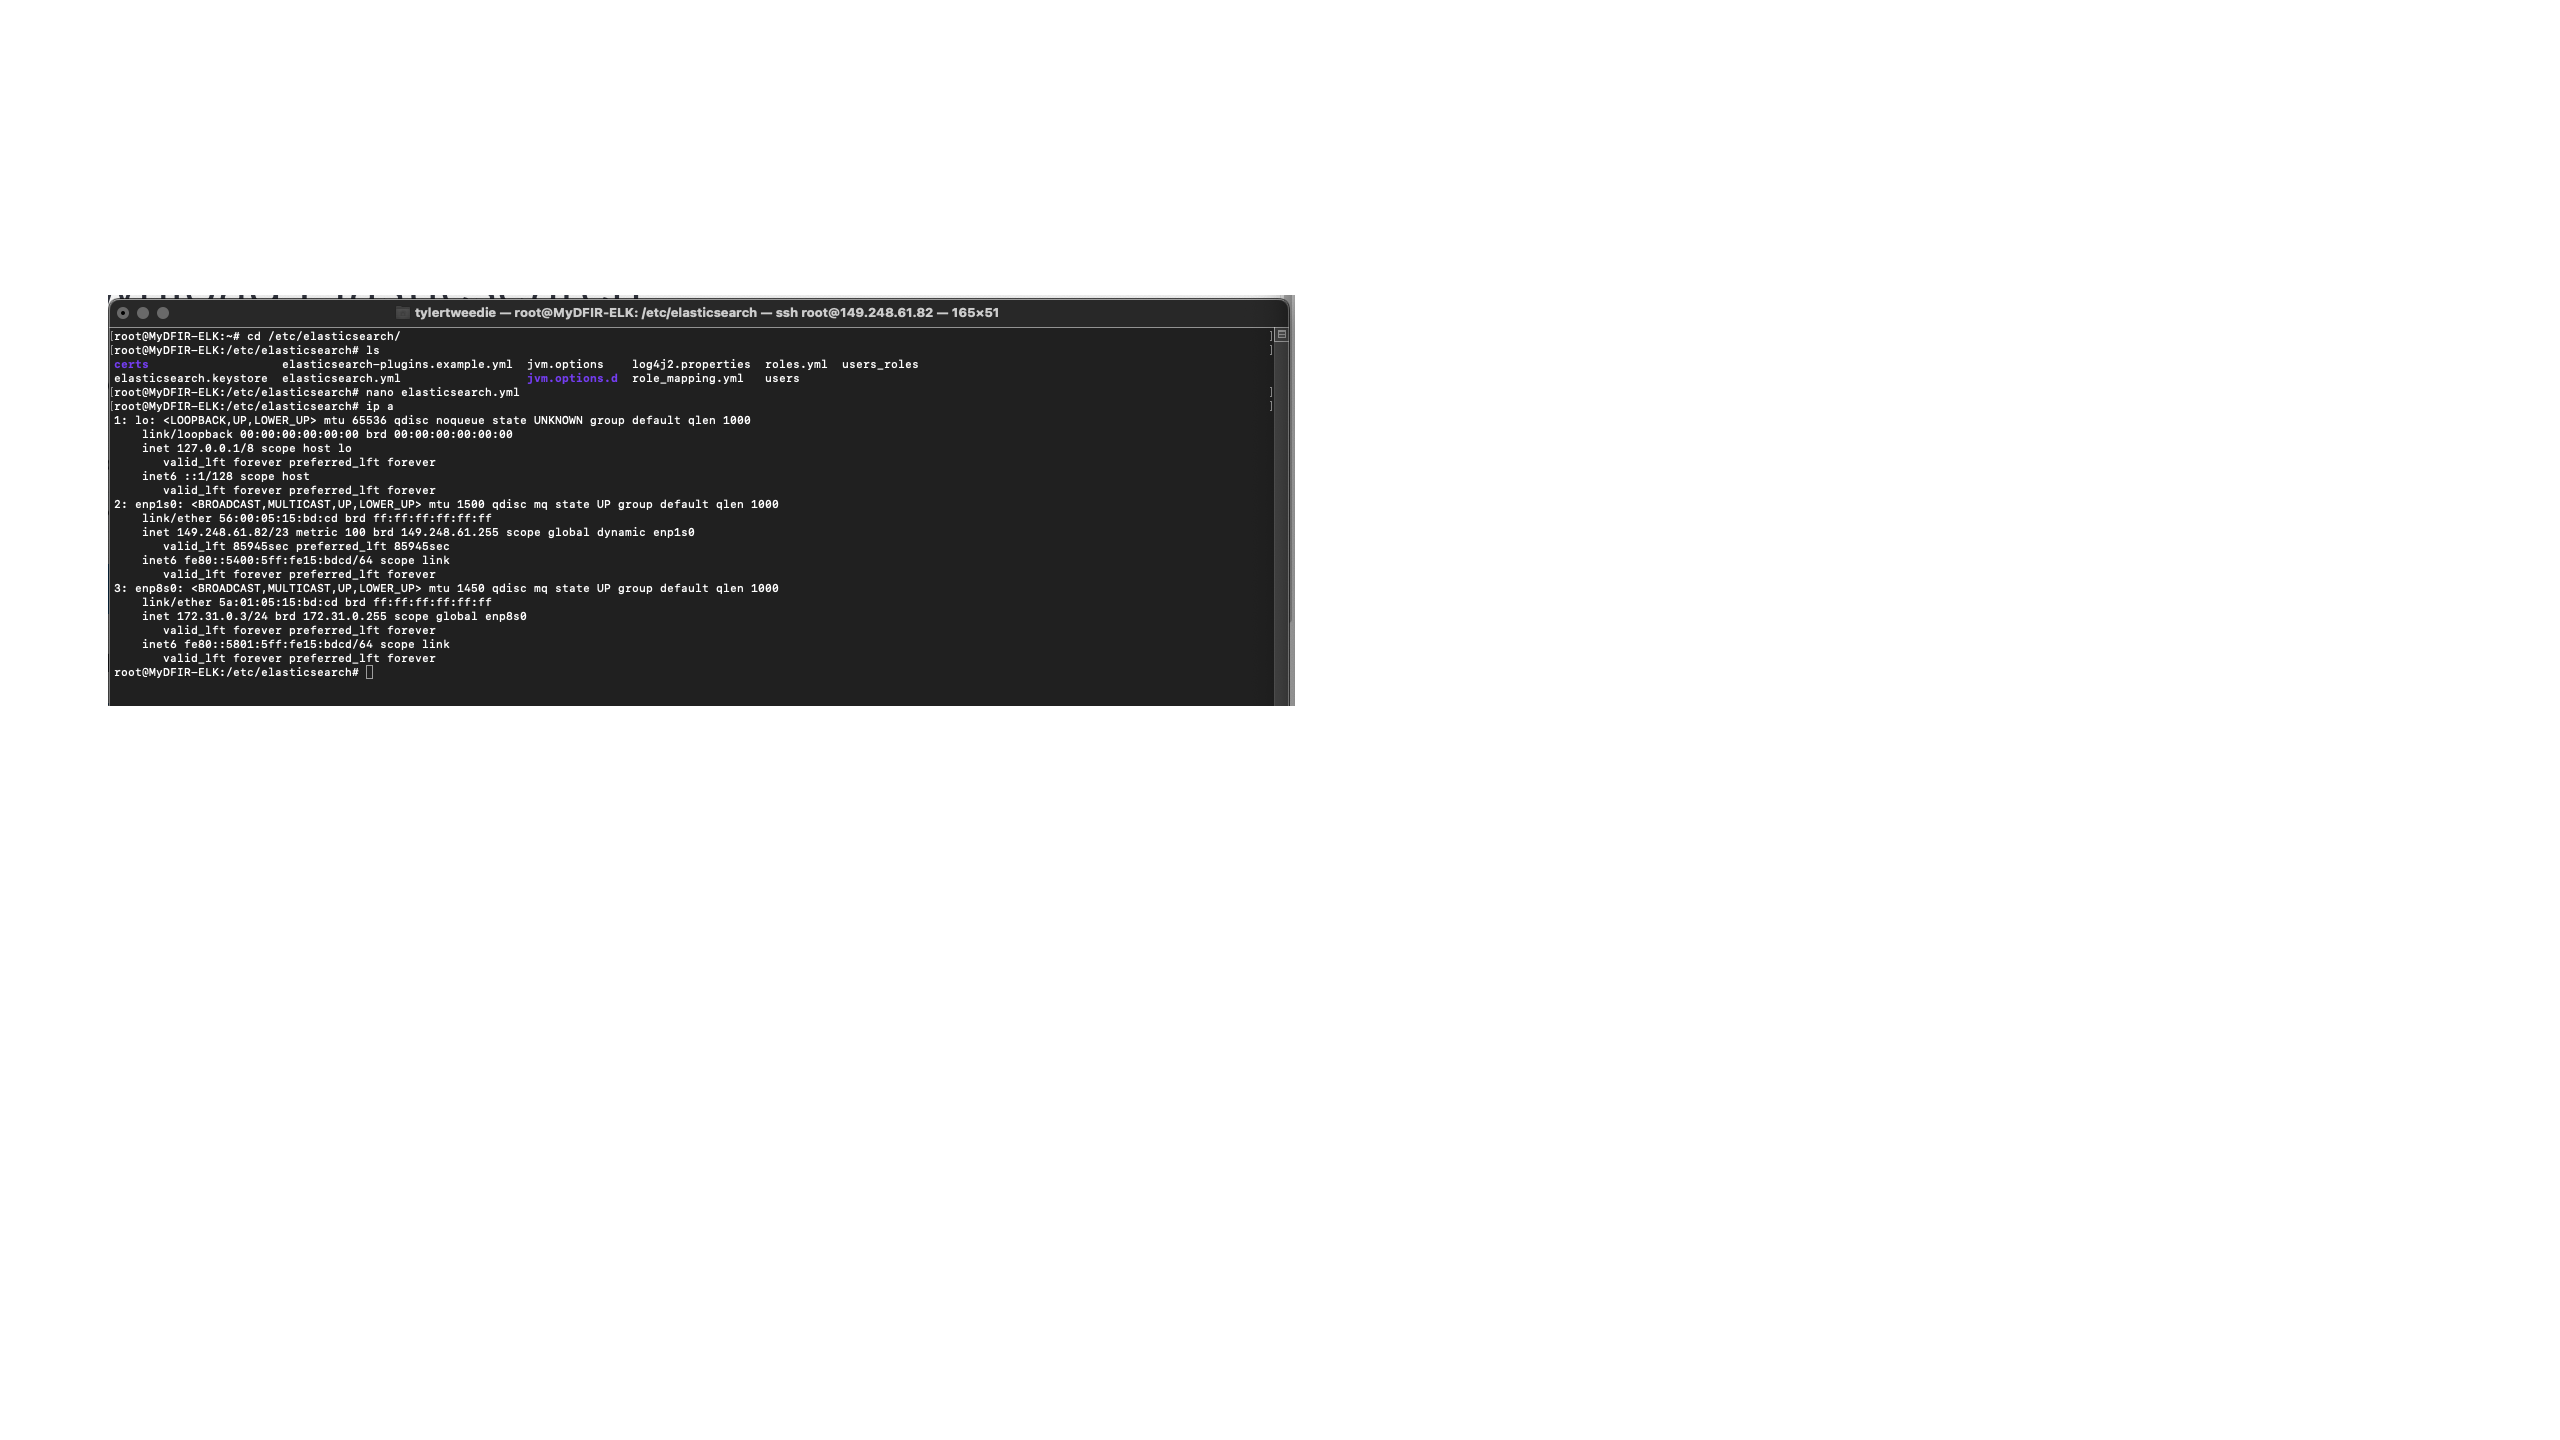 tylertweedie — root@MyDFIR-ELK: /etc/elasticsearch — ssh root@149.248.61.82 — 165×51
[root@MyDFIR-ELK:~# cd /etc/elasticsearch/ ]
[root@MyDFIR-ELK:/etc/elasticsearch# ls ]
certs elasticsearch-plugins.example.yml jvm.options log4j2.properties roles.yml users_roles
elasticsearch.keystore elasticsearch.yml jvm.options.d role_mapping.yml users
[root@MyDFIR-ELK:/etc/elasticsearch# nano elasticsearch.yml ]
[root@MyDFIR-ELK:/etc/elasticsearch# ip a ]
1: lo: <LOOPBACK,UP,LOWER_UP> mtu 65536 qdisc noqueue state UNKNOWN group default qlen 1000
link/loopback 00:00:00:00:00:00 brd 00:00:00:00:00:00
inet 127.0.0.1/8 scope host lo
valid_lft forever preferred_lft forever
inet6 ::1/128 scope host
valid_lft forever preferred_lft forever
2: enp1s0: <BROADCAST,MULTICAST,UP,LOWER_UP> mtu 1500 qdisc mq state UP group default qlen 1000
link/ether 56:00:05:15:bd:cd brd ff:ff:ff:ff:ff:ff
inet 149.248.61.82/23 metric 100 brd 149.248.61.255 scope global dynamic enp1s0
valid_lft 85945sec preferred_lft 85945sec
inet6 fe80::5400:5ff:fe15:bdcd/64 scope link
valid_lft forever preferred_lft forever
3: enp8s0: <BROADCAST,MULTICAST,UP,LOWER_UP> mtu 1450 qdisc mq state UP group default qlen 1000
link/ether 5a:01:05:15:bd:cd brd ff:ff:ff:ff:ff:ff
inet 172.31.0.3/24 brd 172.31.0.255 scope global enp8s0
valid_lft forever preferred_lft forever
inet6 fe80::5801:5ff:fe15:bdcd/64 scope link
valid_lft forever preferred_lft forever
root@MyDFIR-ELK:/etc/elasticsearch#